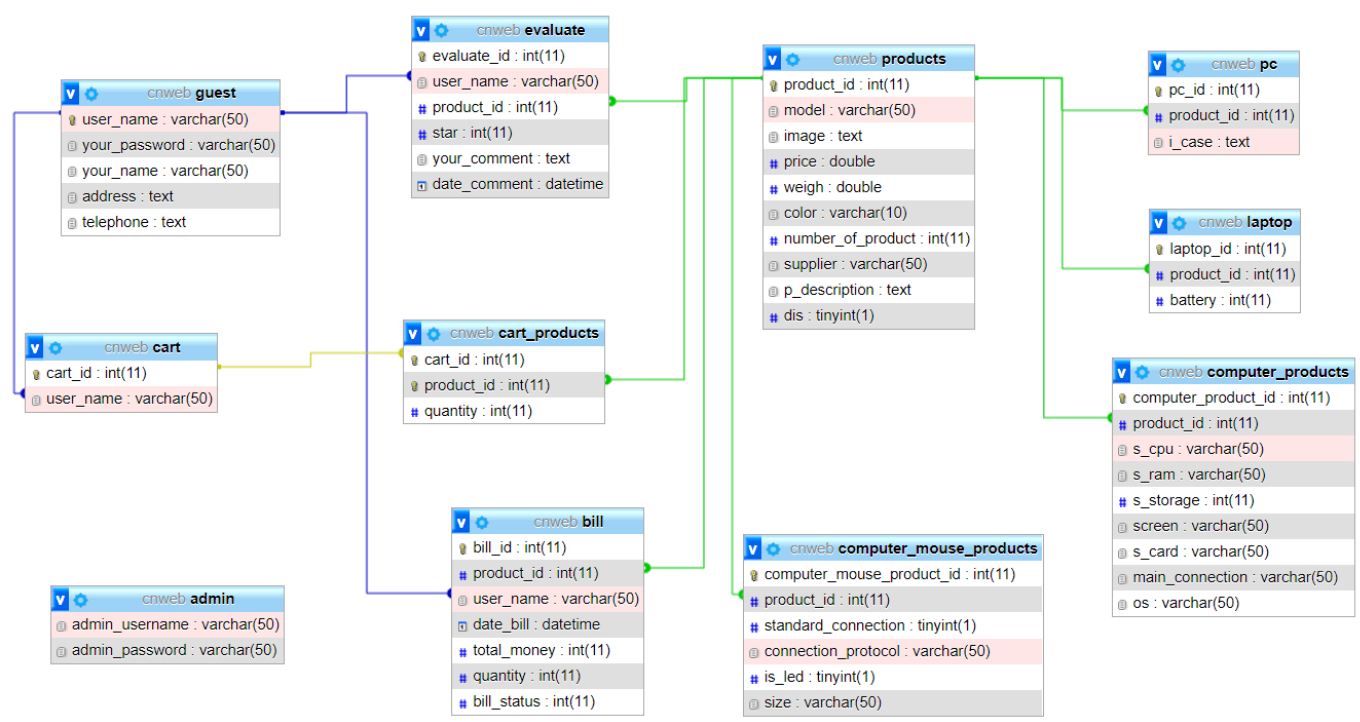 cnweb guest
user_name : varchar(50)
your_password : varchar(50)
your_name : varchar(50)
address : text
telephone : text
cnweb evaluate
evaluate_id : int(11)
user_name : varchar(50)
product_id : int(11)
star : int(11)
your_comment : text
date_comment : datetime
cnweb products
product_id : int(11)
model : varchar(50)
image : text
price : double
weigh : double
color : varchar(10)
number_of_product : int(11)
supplier : varchar(50)
p_description : text
dis : tinyint(1)
cnweb pc
pc_id : int(11)
product_id : int(11)
i_case : text
cnweb laptop
laptop_id : int(11)
product_id : int(11)
battery : int(11)
cnweb cart
cart_id : int(11)
user_name : varchar(50)
cnweb cart_products
cart_id : int(11)
product_id : int(11)
quantity : int(11)
cnweb computer_products
computer_product_id : int(11)
product_id : int(11)
s_cpu : varchar(50)
s_ram : varchar(50)
s_storage : int(11)
screen : varchar(50)
s_card : varchar(50)
main_connection : varchar(50)
os : varchar(50)
cnweb bill
bill_id : int(11)
product_id : int(11)
user_name : varchar(50)
date_bill : datetime
total_money : int(11)
quantity : int(11)
bill_status : int(11)
cnweb computer_mouse_products
computer_mouse_product_id : int(11)
product_id : int(11)
standard_connection : tinyint(1)
connection_protocol : varchar(50)
is_led : tinyint(1)
size : varchar(50)
cnweb admin
admin_username : varchar(50)
admin_password : varchar(50)